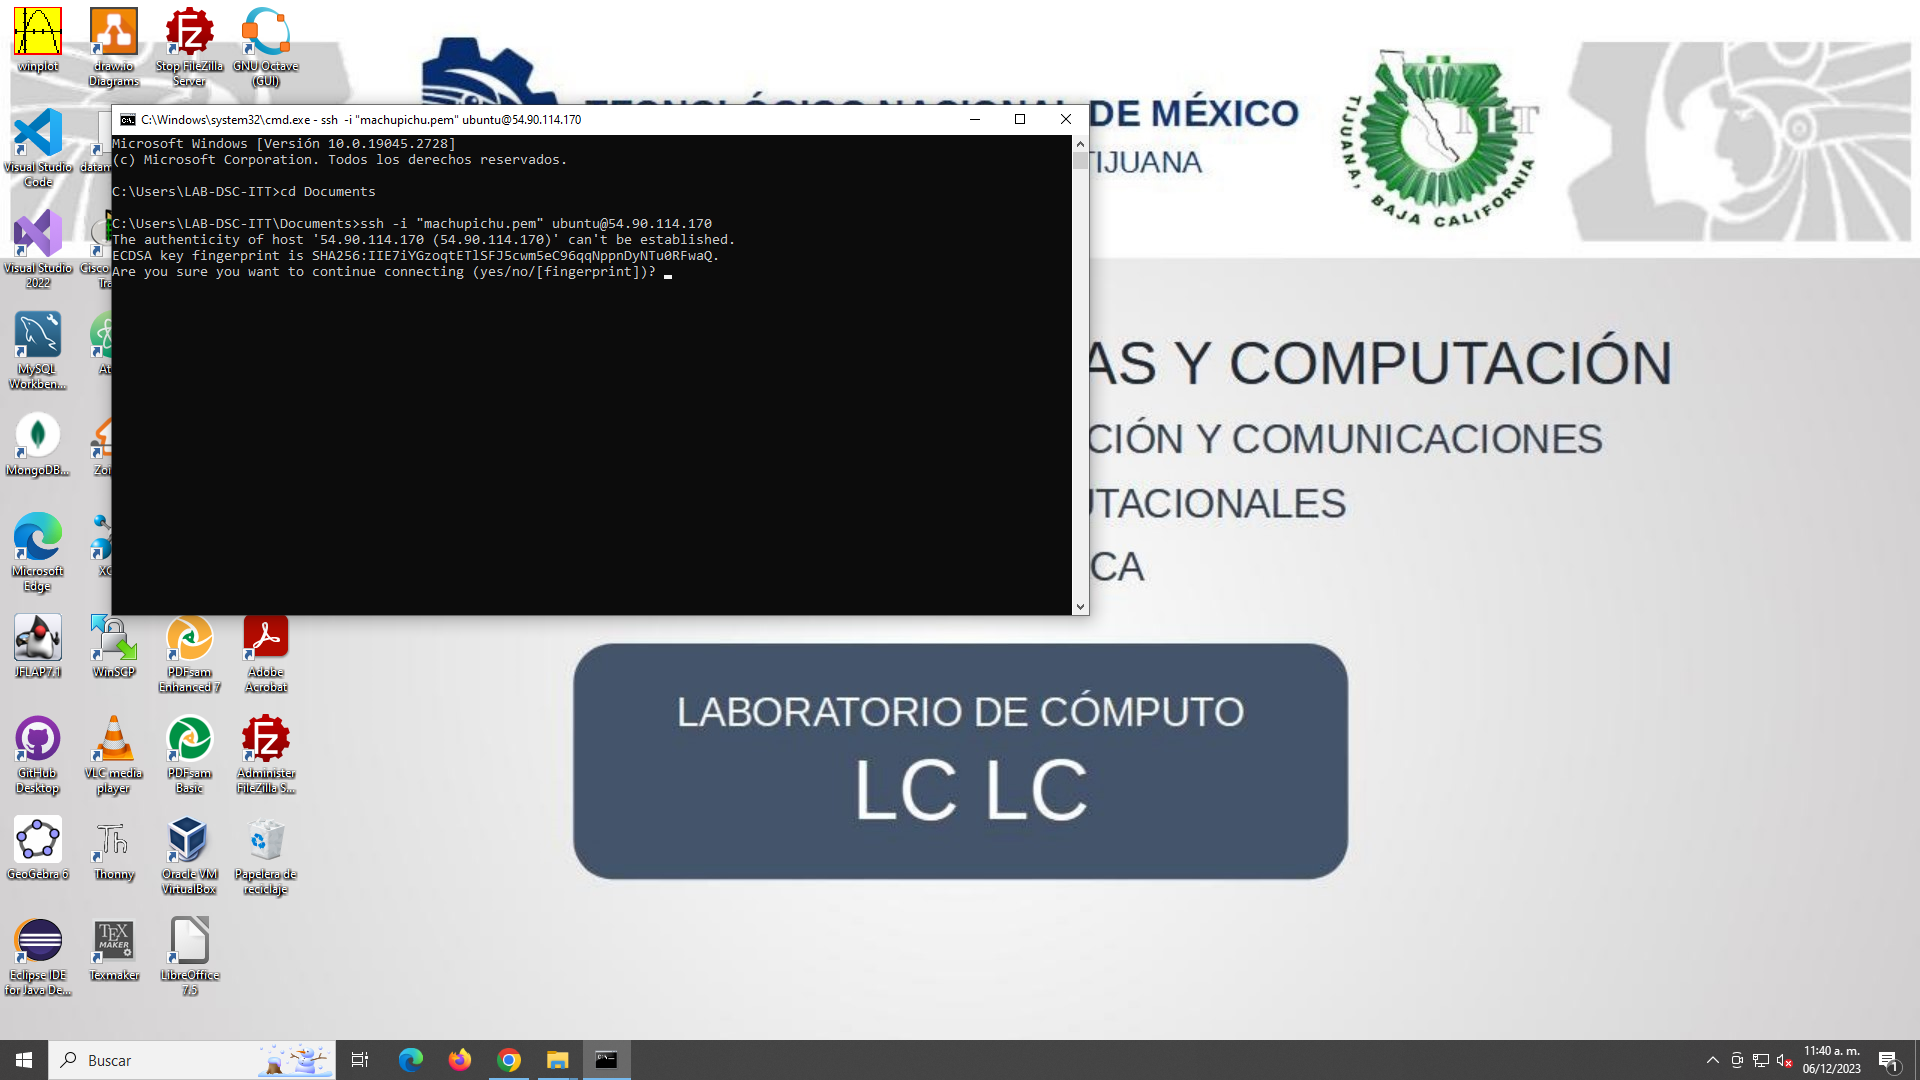 winplot
draw.io
Diagrams
Stop FileZilla
Server
GNU Octave
(GUI)
DE MÉXICO
TIJUANA, BAJA CALIFORNIA
ITT
TIJUANA
C:\Windows\system32\cmd.exe - ssh -i "machupichu.pem" ubuntu@54.90.114.170
Microsoft Windows [Versión 10.0.19045.2728]
(c) Microsoft Corporation. Todos los derechos reservados.
C:\Users\LAB-DSC-ITT>cd Documents
C:\Users\LAB-DSC-ITT\Documents>ssh -i "machupichu.pem" ubuntu@54.90.114.170
The authenticity of host '54.90.114.170 (54.90.114.170)' can't be established.
ECDSA key fingerprint is SHA256:IIE7iYGzoqtETlSFJ5cwm5eC96qqNppnDyNTu0RFwaQ.
Are you sure you want to continue connecting (yes/no/[fingerprint])?
Visual Studio
Code
Visual Studio
2022
Cisco
MySQL
Workben...
MongoDB...
Microsoft
Edge
AS Y COMPUTACIÓN
CIÓN Y COMUNICACIONES
UTACIONALES
CA
JFLAP7.1
WinSCP
PDFsam
Enhanced 7
Adobe
Acrobat
GitHub
Desktop
VLC media
player
PDFsam
Basic
Administer
FileZilla S...
LABORATORIO DE CÓMPUTO
LC LC
GeoGebra 6
Thonny
Oracle VM
VirtualBox
Papelera de
reciclaje
Eclipse IDE
for Java De...
TEX
MAKER
Texmaker
LibreOffice
7.5
Buscar
11:40 a. m.
06/12/2023
1